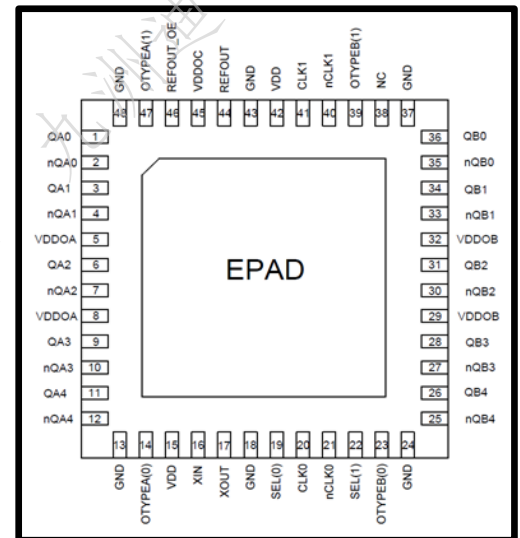 九洲迪
GND
OTYPEA(1)
REFOUT_OE
VDDOC
REFOUT
GND
VDD
CLK1
nCLK1
OTYPEB(1)
NC
GND
48 47 46 45 44 43 42 41 40 39 38 37
QA0 1
nQA0 2
QA1 3
nQA1 4
VDDOA 5
QA2 6
nQA2 7
VDDOA 8
QA3 9
nQA3 10
QA4 11
nQA4 12
EPAD
36 QB0
35 nQB0
34 QB1
33 nQB1
32 VDDOB
31 QB2
30 nQB2
29 VDDOB
28 QB3
27 nQB3
26 QB4
25 nQB4
13 14 15 16 17 18 19 20 21 22 23 24
GND
OTYPEA(0)
VDD
XIN
XOUT
GND
SEL(0)
CLK0
nCLK0
SEL(1)
OTYPEB(0)
GND